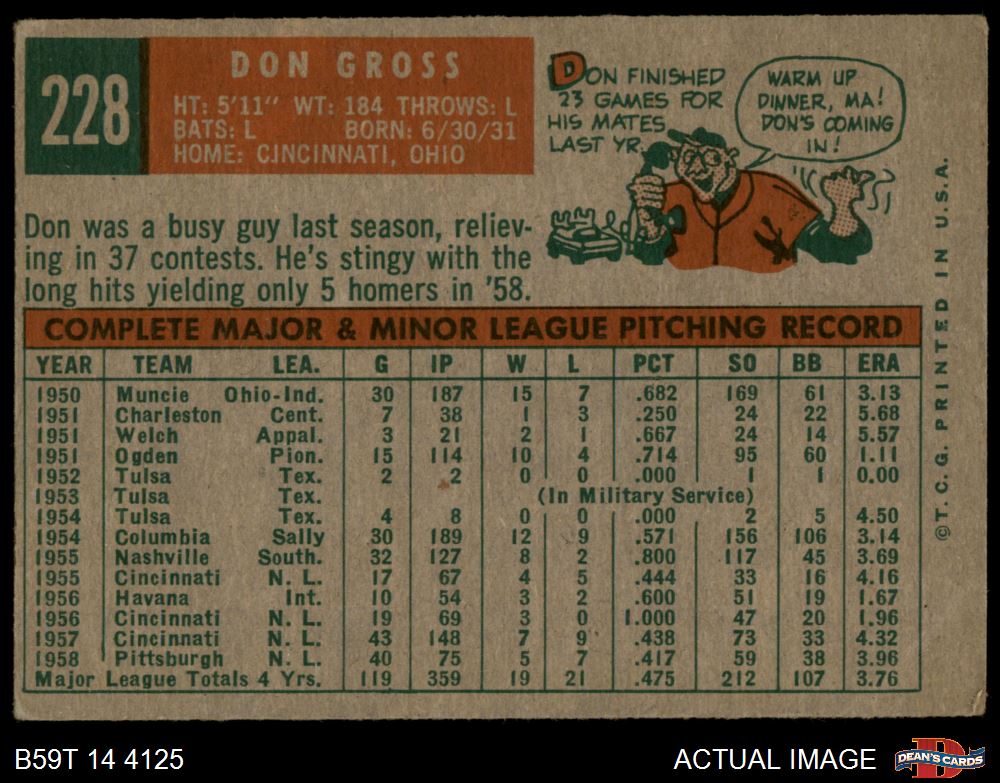 228
DON GROSS
HT: 5'11" WT: 184 THROWS: L
BATS: L BORN: 6/30/31
HOME: CINCINNATI, OHIO
DON FINISHED
23 GAMES FOR
HIS MATES
LAST YR.
WARM UP
DINNER, MA!
DON'S COMING
IN!
Don was a busy guy last season, reliev-
ing in 37 contests. He's stingy with the
long hits yielding only 5 homers in '58.
COMPLETE MAJOR & MINOR LEAGUE PITCHING RECORD
YEAR TEAM LEA. G IP W L PCT SO BB ERA
1950 Muncie Ohio-Ind. 30 187 15 7 .682 169 61 3.13
1951 Charleston Cent. 7 38 1 3 .250 24 22 5.68
1951 Welch Appal. 3 21 2 1 .667 24 14 5.57
1951 Ogden Pion. 15 114 10 4 .714 95 60 1.11
1952 Tulsa Tex. 2 2 0 0 .000 1 1 0.00
1953 Tulsa Tex. (In Military Service)
1954 Tulsa Tex. 4 8 0 0 .000 2 5 4.50
1954 Columbia Sally 30 189 12 9 .571 156 106 3.14
1955 Nashville South. 32 127 8 2 .800 117 45 3.69
1955 Cincinnati N. L. 17 67 4 5 .444 33 16 4.16
1956 Havana Int. 10 54 3 2 .600 51 19 1.67
1956 Cincinnati N. L. 19 69 3 0 1.000 47 20 1.96
1957 Cincinnati N. L. 43 148 7 9 .438 73 33 4.32
1958 Pittsburgh N. L. 40 75 5 7 .417 59 38 3.96
Major League Totals 4 Yrs. 119 359 19 21 .475 212 107 3.76
©T.C.G. PRINTED IN U.S.A.
B59T 14 4125
ACTUAL IMAGE
D
DEAN'S CARDS